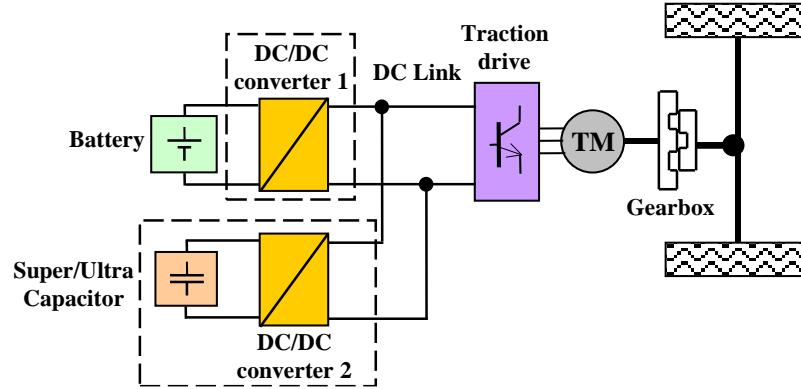 DC/DC
converter 1
Traction
drive
DC Link
Battery
TM
Gearbox
Super/Ultra
Capacitor
DC/DC
converter 2